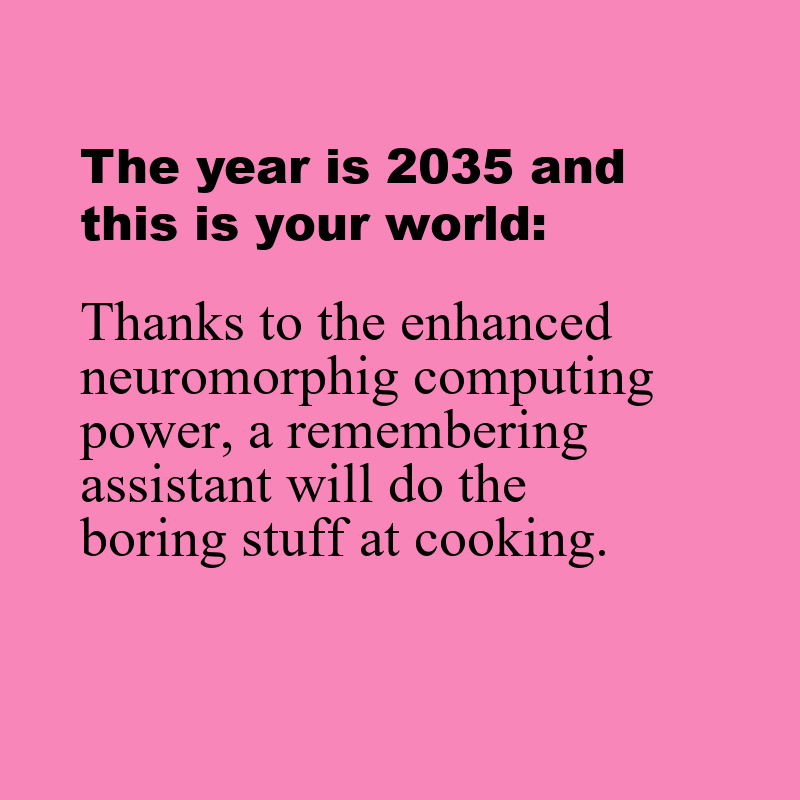 The year is 2035 and
this is your world:
Thanks to the enhanced
neuromorphig computing
power, a remembering
assistant will do the
boring stuff at cooking.